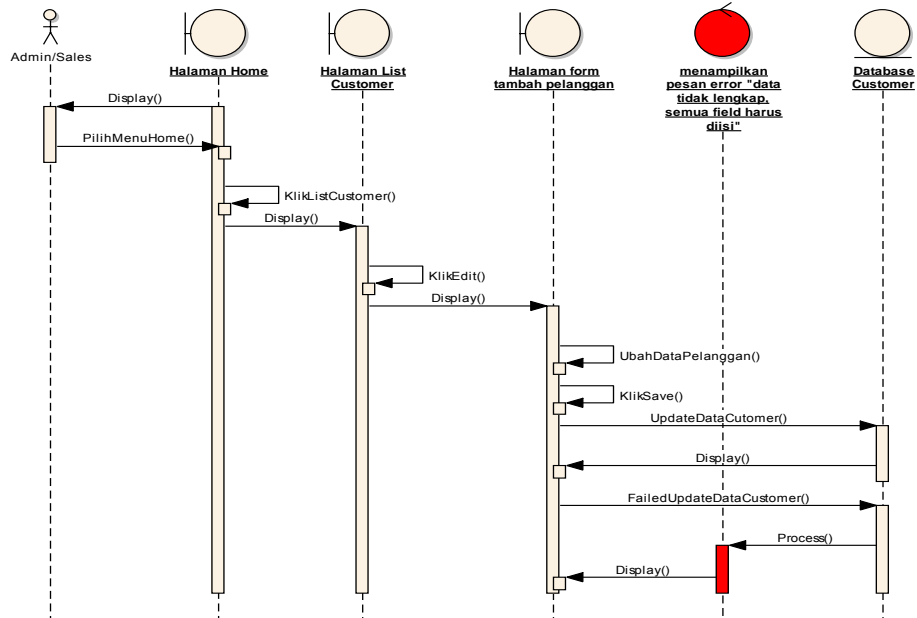 Admin/Sales
Halaman Home
Halaman List
Customer
Halaman form
tambah pelanggan
menampilkan
pesan error "data
tidak lengkap,
semua field harus
diisi"
Database
Customer
Display()
PilihMenuHome()
KlikListCustomer()
Display()
KlikEdit()
Display()
UbahDataPelanggan()
KlikSave()
UpdateDataCutomer()
Display()
FailedUpdateDataCustomer()
Process()
Display()